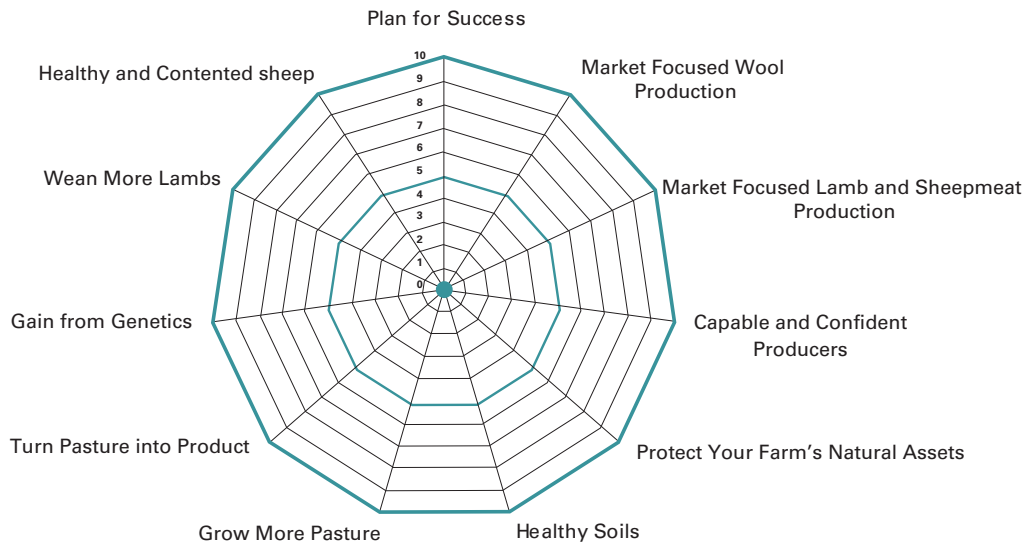 Plan for Success
Market Focused Wool
Production
Market Focused Lamb and Sheepmeat
Production
Capable and Confident
Producers
Protect Your Farm’s Natural Assets
Healthy Soils
Grow More Pasture
Turn Pasture into Product
Gain from Genetics
Wean More Lambs
Healthy and Contented sheep
10
9
8
7
6
5
4
3
2
1
0